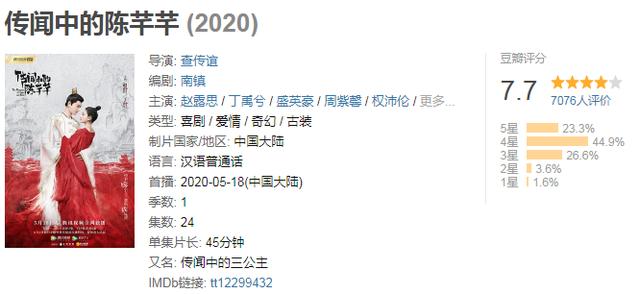 传闻中的陈芊芊 (2020)
传闻中的
陈芊芊
导演: 查传谊
编剧: 南镇
主演: 赵露思 / 丁禹兮 / 盛英豪 / 周紫馨 / 权沛伦 / 更多...
类型: 喜剧 / 爱情 / 奇幻 / 古装
制片国家/地区: 中国大陆
语言: 汉语普通话
首播: 2020-05-18(中国大陆)
季数: 1
集数: 24
单集片长: 45分钟
又名: 传闻中的三公主
IMDb链接: tt12299432
豆瓣评分
7.7
7076人评价
5星 23.3%
4星 44.9%
3星 26.6%
2星 3.6%
1星 1.6%